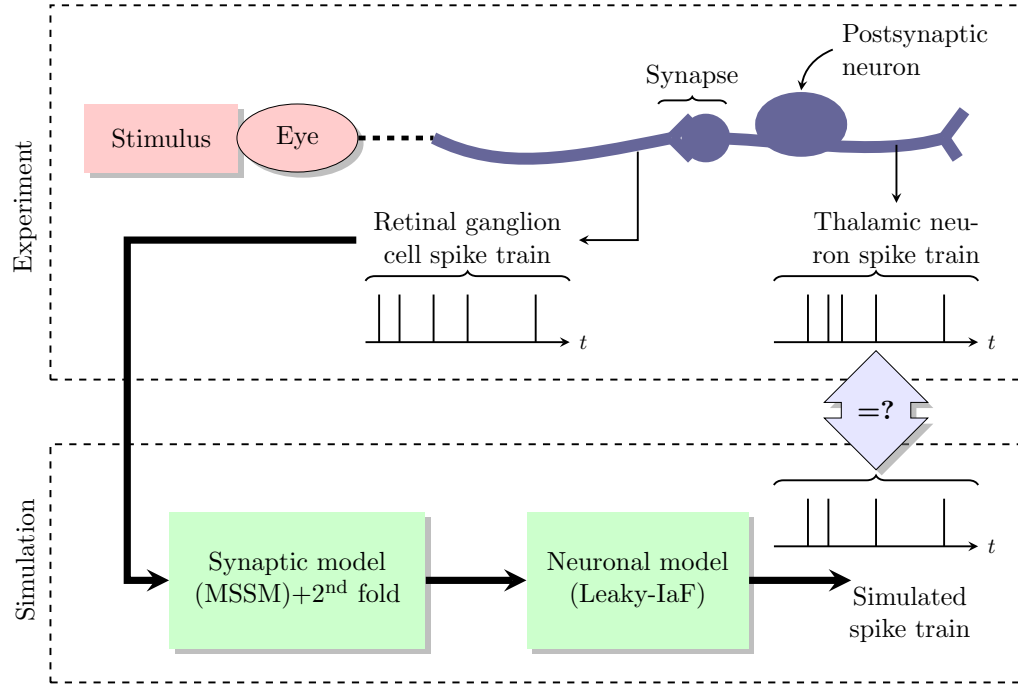 Experiment
Postsynaptic
neuron
Synapse
Stimulus
Eye
Retinal ganglion
cell spike train
t
Thalamic neu-
ron spike train
t
=?
Simulation
Synaptic model
(MSSM)+2nd fold
Neuronal model
(Leaky-IaF)
t
Simulated
spike train